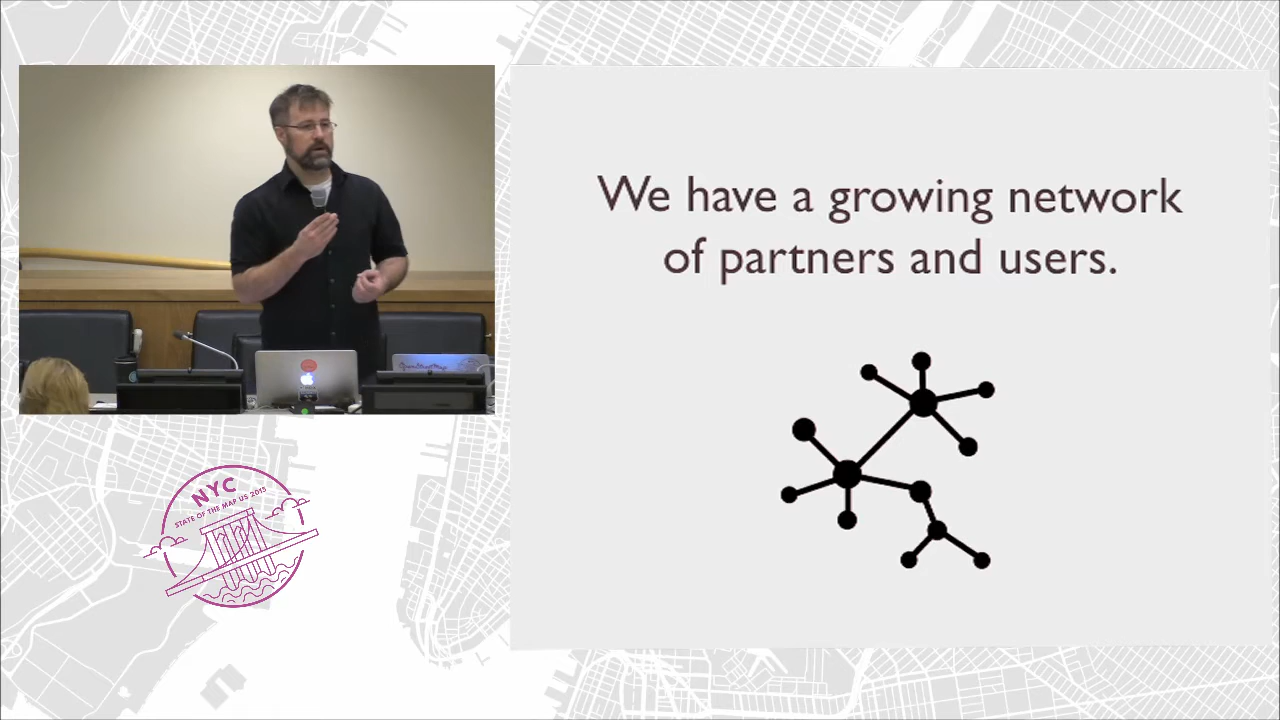 We have a growing network
of partners and users.
NYC
STATE OF THE MAP US 2015